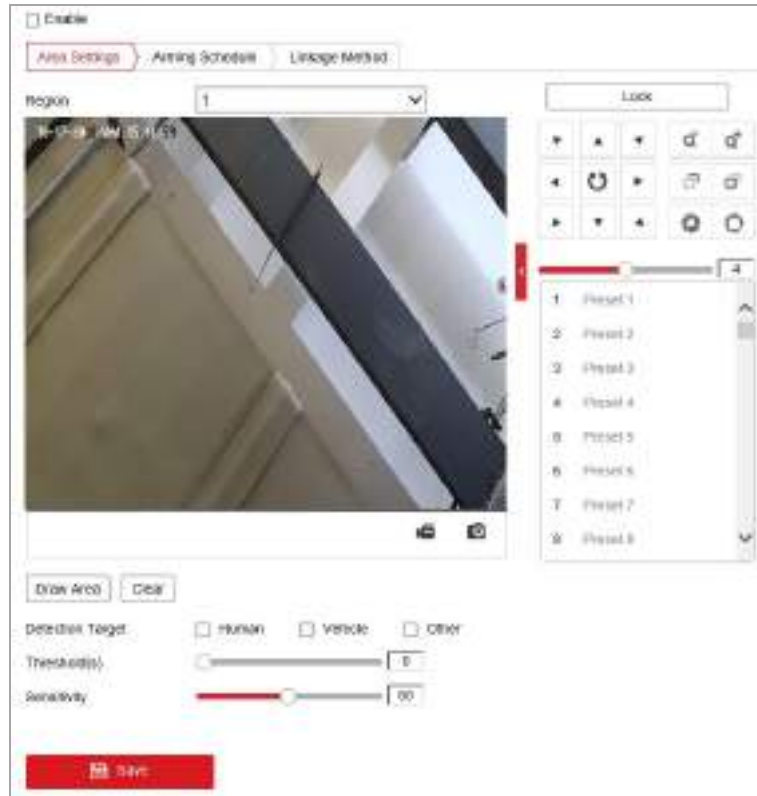 Enable
Area Settings Arming Schedule Linkage Method
Region 1
Lock
4
1 Preset 1
2 Preset 2
3 Preset 3
4 Preset 4
5 Preset 5
6 Preset 6
7 Preset 7
8 Preset 8
Draw Area Clear
Detection Target Human Vehicle Other
Threshold(s) 0
Sensitivity
Save